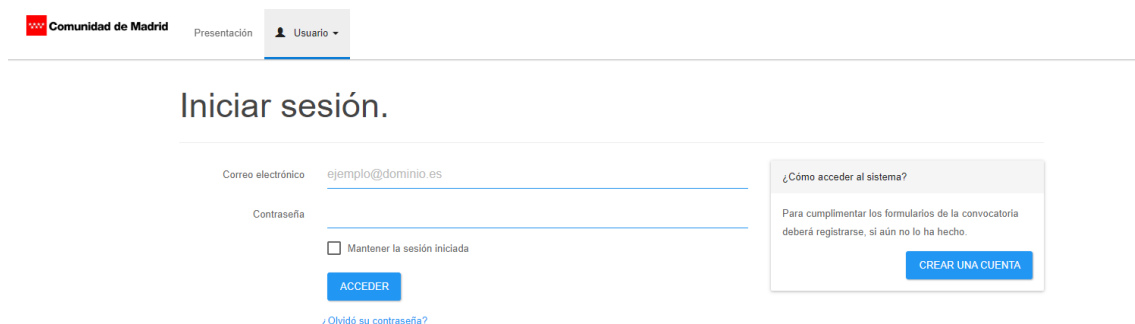 Comunidad de Madrid
Presentación
Usuario
Iniciar sesión.
Correo electrónico
ejemplo@dominio.es
Contraseña
Mantener la sesión iniciada
ACCEDER
¿Olvidó su contraseña?
¿Cómo acceder al sistema?
Para cumplimentar los formularios de la convocatoria
deberá registrarse, si aún no lo ha hecho.
CREAR UNA CUENTA